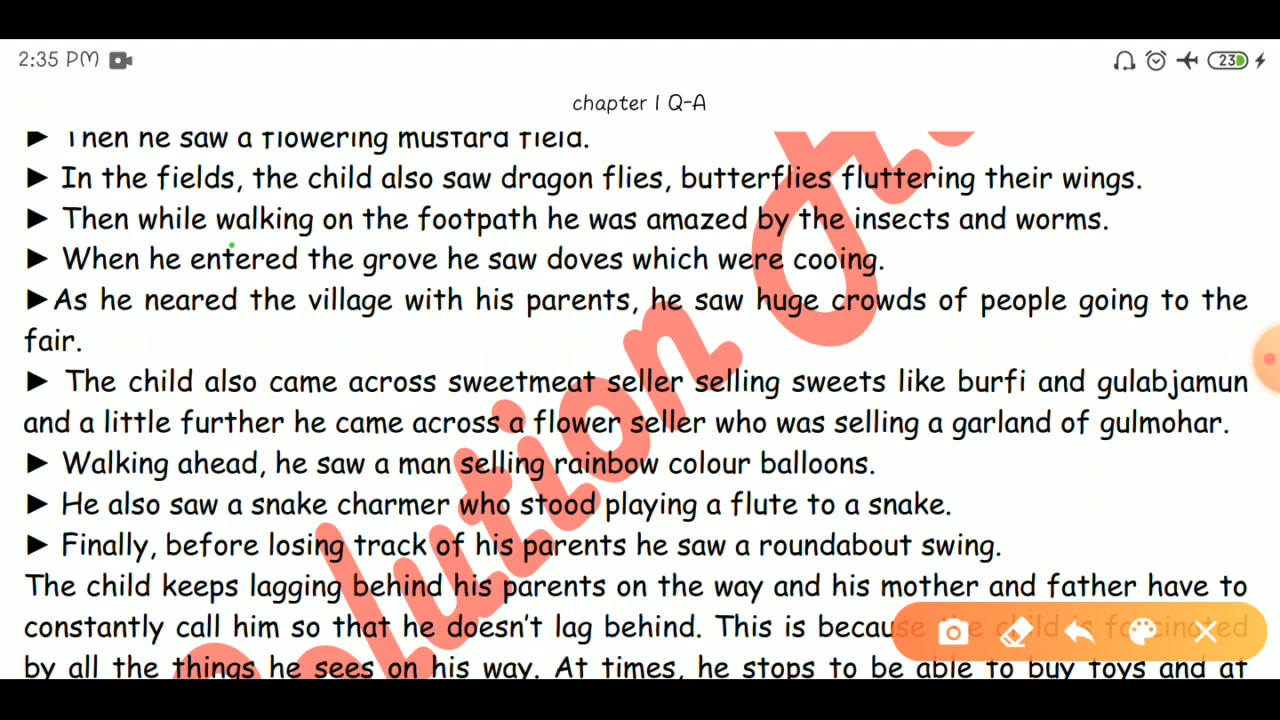 2:35 PM
23
chapter 1 Q-A
► Then he saw a flowering mustard field.
► In the fields, the child also saw dragon flies, butterflies fluttering their wings.
► Then while walking on the footpath he was amazed by the insects and worms.
► When he entered the grove he saw doves which were cooing.
►As he neared the village with his parents, he saw huge crowds of people going to the
fair.
► The child also came across sweetmeat seller selling sweets like burfi and gulabjamun
and a little further he came across a flower seller who was selling a garland of gulmohar.
► Walking ahead, he saw a man selling rainbow colour balloons.
► He also saw a snake charmer who stood playing a flute to a snake.
► Finally, before losing track of his parents he saw a roundabout swing.
The child keeps lagging behind his parents on the way and his mother and father have to
constantly call him so that he doesn't lag behind. This is because the child is fascinated
by all the things he sees on his way. At times, he stops to be able to buy toys and at